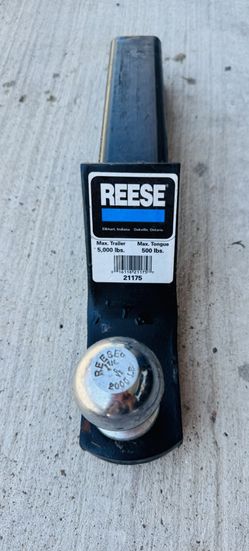 REESE
Elkhart, Indiana Oakville, Ontario
Max. Trailer Max. Tongue
5,000 lbs. 500 lbs.
21175
REESE
2000 LB